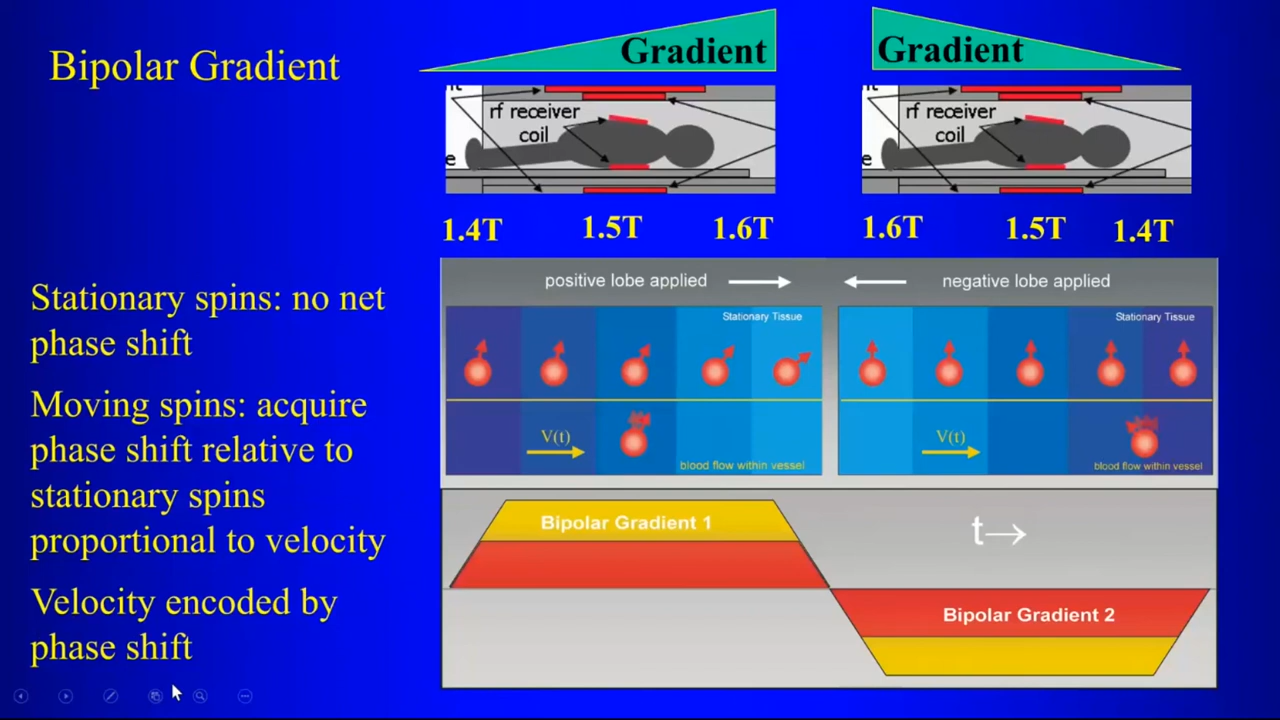 Bipolar Gradient
Gradient
Gradient
rf receiver
coil
e
rf receiver
coil
e
1.4T 1.5T 1.6T
1.6T 1.5T 1.4T
Stationary spins: no net
phase shift
Moving spins: acquire
phase shift relative to
stationary spins
proportional to velocity
Velocity encoded by
phase shift
positive lobe applied
negative lobe applied
Stationary Tissue
Stationary Tissue
V(t)
blood flow within vessel
V(t)
blood flow within vessel
Bipolar Gradient 1
t→
Bipolar Gradient 2